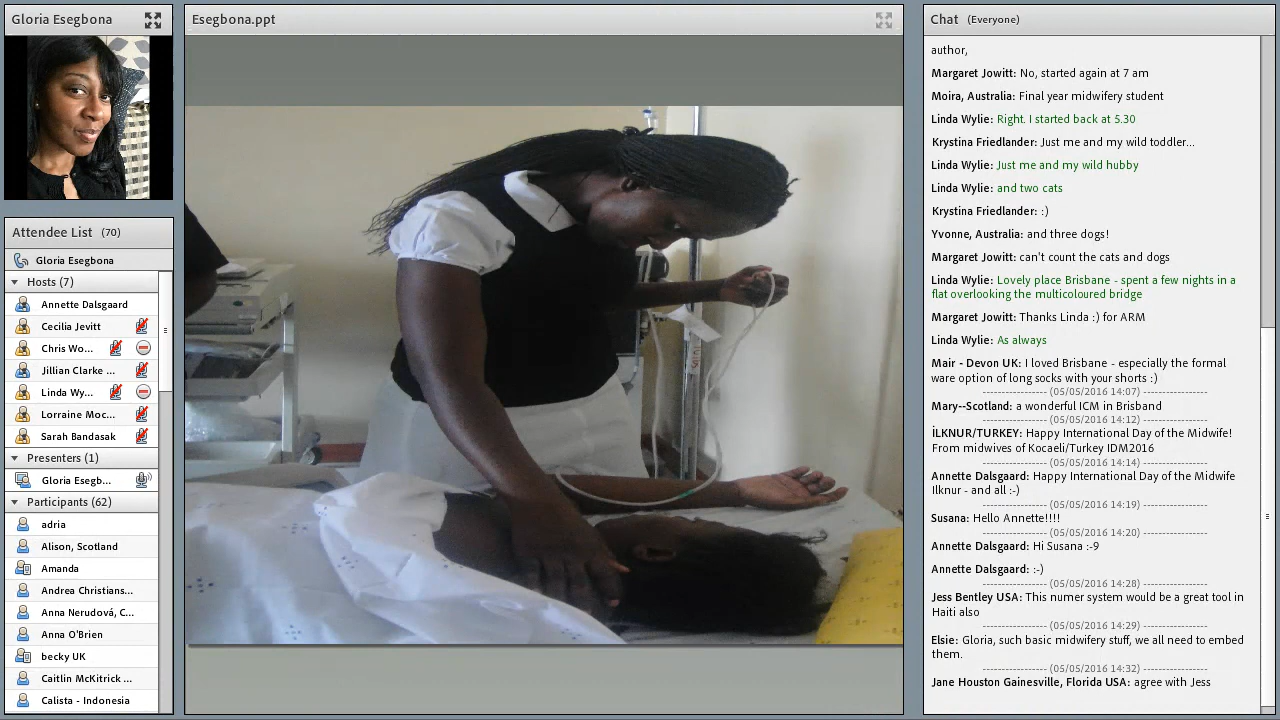 Gloria Esegbona
Attendee List (70)
Gloria Esegbona
Hosts (7)
Annette Dalsgaard
Cecilia Jevitt
Chris Wo...
Jillian Clarke ...
Linda Wy...
Lorraine Moc...
Sarah Bandasak
Presenters (1)
Gloria Esegb...
Participants (62)
adria
Alison, Scotland
Amanda
Andrea Christians...
Anna Nerudová, C...
Anna O'Brien
becky UK
Caitlin McKitrick ...
Calista - Indonesia
Esegbona.ppt
Chat (Everyone)
author,
Margaret Jowitt: No, started again at 7 am
Moira, Australia: Final year midwifery student
Linda Wylie: Right. I started back at 5.30
Krystina Friedlander: Just me and my wild toddler...
Linda Wylie: Just me and my wild hubby
Linda Wylie: and two cats
Krystina Friedlander: :)
Yvonne, Australia: and three dogs!
Margaret Jowitt: can't count the cats and dogs
Linda Wylie: Lovely place Brisbane - spent a few nights in a
flat overlooking the multicoloured bridge
Margaret Jowitt: Thanks Linda :) for ARM
Linda Wylie: As always
Mair - Devon UK: I loved Brisbane - especially the formal
ware option of long socks with your shorts :)
------------------ (05/05/2016 14:07) ------------------
Mary--Scotland: a wonderful ICM in Brisband
------------------ (05/05/2016 14:12) ------------------
İLKNUR/TURKEY: Happy International Day of the Midwife!
From midwives of Kocaeli/Turkey IDM2016
------------------ (05/05/2016 14:14) ------------------
Annette Dalsgaard: Happy International Day of the Midwife
Ilknur - and all :-)
------------------ (05/05/2016 14:19) ------------------
Susana: Hello Annette!!!!
------------------ (05/05/2016 14:20) ------------------
Annette Dalsgaard: Hi Susana :-9
Annette Dalsgaard: :-)
------------------ (05/05/2016 14:28) ------------------
Jess Bentley USA: This numer system would be a great tool in
Haiti also
------------------ (05/05/2016 14:29) ------------------
Elsie: Gloria, such basic midwifery stuff, we all need to embed
them.
------------------ (05/05/2016 14:32) ------------------
Jane Houston Gainesville, Florida USA: agree with Jess